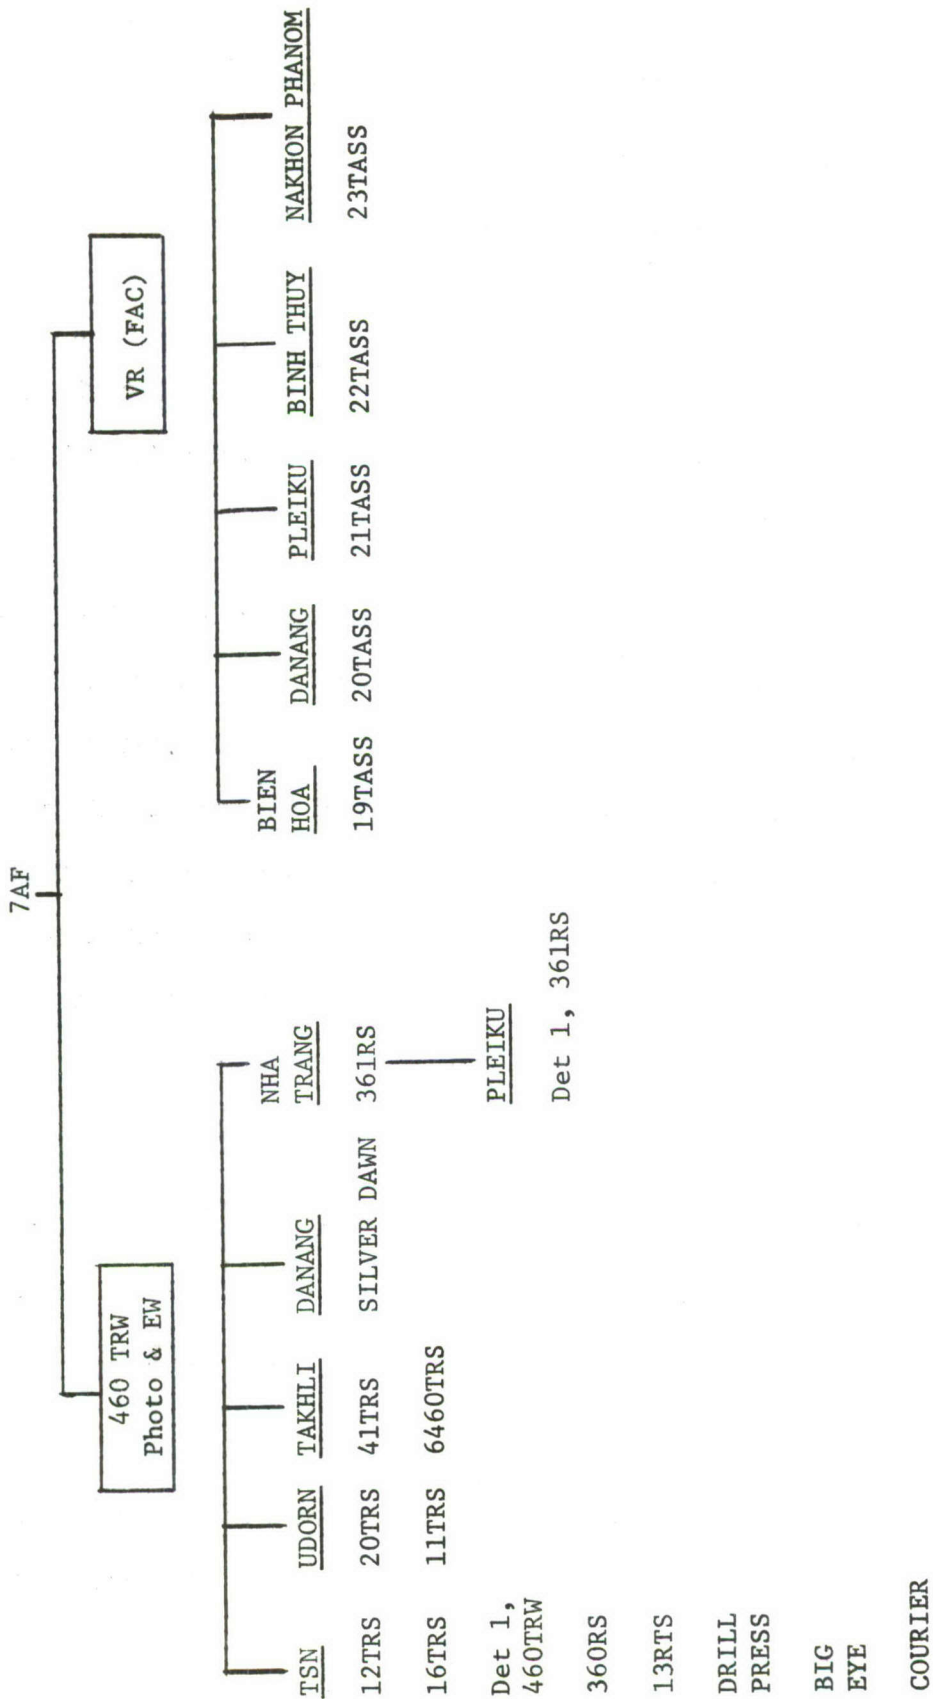 7AF
460 TRW
Photo & EW
TSN
12TRS
16TRS
Det 1,
460TRW
360RS
13RTS
DRILL
PRESS
BIG
EYE
COURIER
UDORN
20TRS
11TRS
TAKHLI
41TRS
6460TRS
DANANG
SILVER DAWN
NHA
TRANG
361RS
PLEIKU
Det 1, 361RS
VR (FAC)
BIEN
HOA
19TASS
DANANG
20TASS
PLEIKU
21TASS
BINH THUY
22TASS
NAKHON PHANOM
23TASS